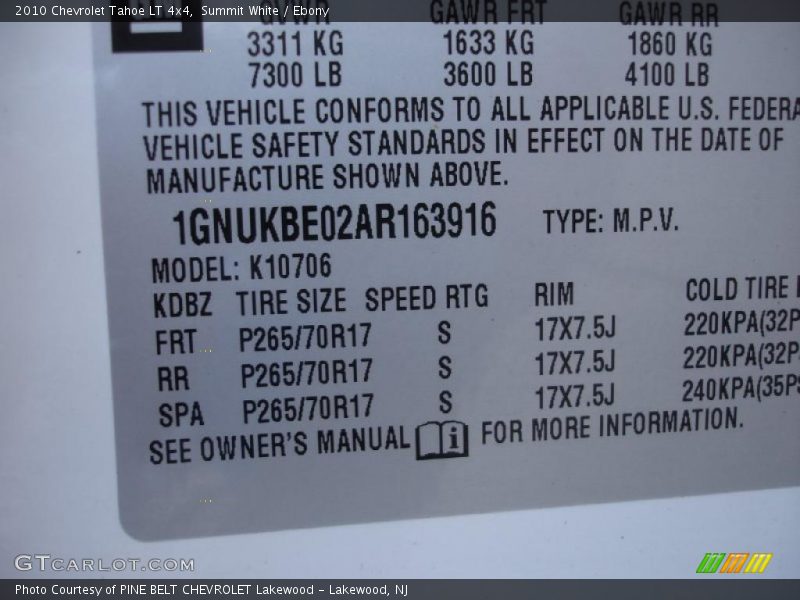 2010 Chevrolet Tahoe LT 4x4, Summit White / Ebony
GVWR GAWR FRT GAWR RR
3311 KG 1633 KG 1860 KG
7300 LB 3600 LB 4100 LB
THIS VEHICLE CONFORMS TO ALL APPLICABLE U.S. FEDERA
VEHICLE SAFETY STANDARDS IN EFFECT ON THE DATE OF
MANUFACTURE SHOWN ABOVE.
1GNUKBE02AR163916 TYPE: M.P.V.
MODEL: K10706
KDBZ TIRE SIZE SPEED RTG RIM COLD TIRE
FRT P265/70R17 S 17X7.5J 220KPA(32P
RR P265/70R17 S 17X7.5J 220KPA(32P
SPA P265/70R17 S 17X7.5J 240KPA(35PS
SEE OWNER'S MANUAL i FOR MORE INFORMATION.
GTCARLOT.COM
Photo Courtesy of PINE BELT CHEVROLET Lakewood - Lakewood, NJ